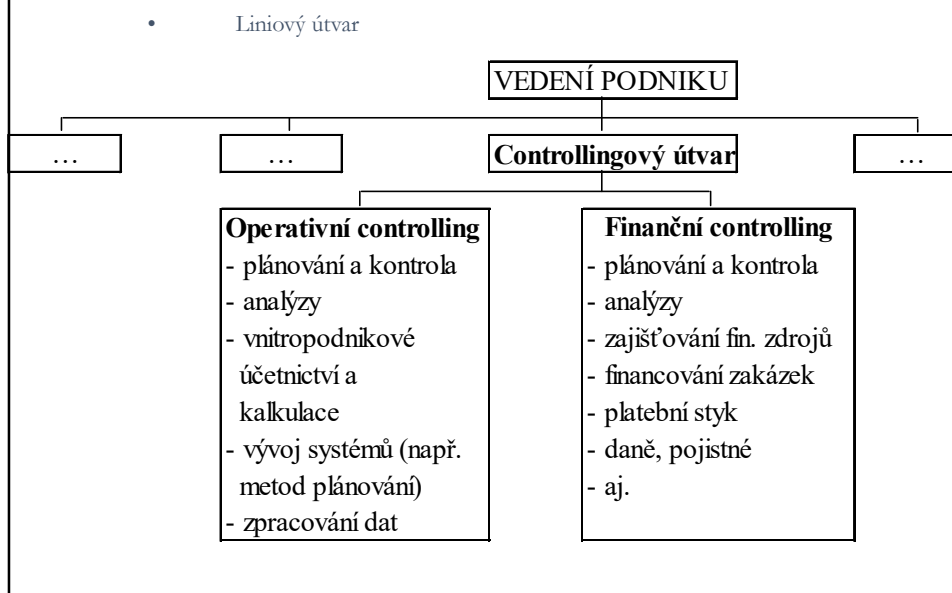 • Liniový útvar
VEDENÍ PODNIKU
…
…
Controllingový útvar
…
Operativní controlling
- plánování a kontrola
- analýzy
- vnitropodnikové
účetnictví a
kalkulace
- vývoj systémů (např.
metod plánování)
- zpracování dat
Finanční controlling
- plánování a kontrola
- analýzy
- zajišťování fin. zdrojů
- financování zakázek
- platební styk
- daně, pojistné
- aj.